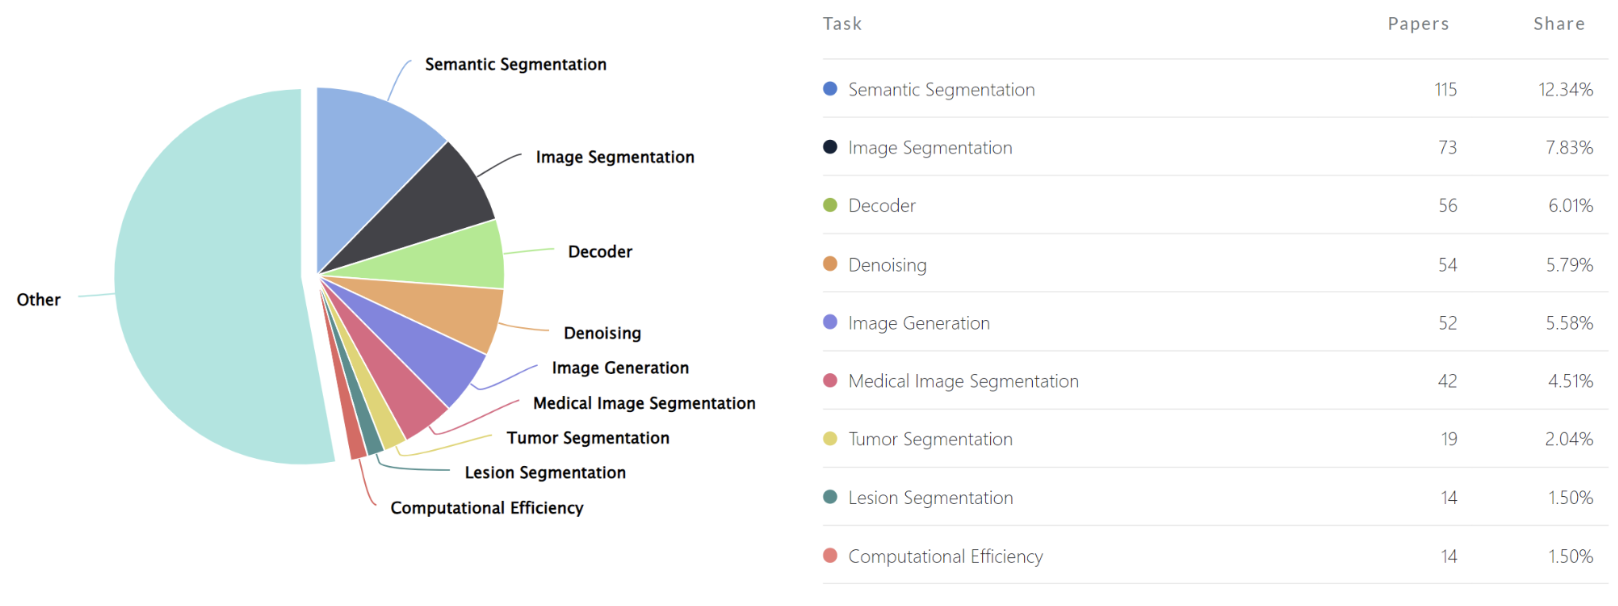 Semantic Segmentation
Image Segmentation
Decoder
Other
Denoising
Image Generation
Medical Image Segmentation
Tumor Segmentation
Lesion Segmentation
Computational Efficiency
Task Papers Share
Semantic Segmentation 115 12.34%
Image Segmentation 73 7.83%
Decoder 56 6.01%
Denoising 54 5.79%
Image Generation 52 5.58%
Medical Image Segmentation 42 4.51%
Tumor Segmentation 19 2.04%
Lesion Segmentation 14 1.50%
Computational Efficiency 14 1.50%